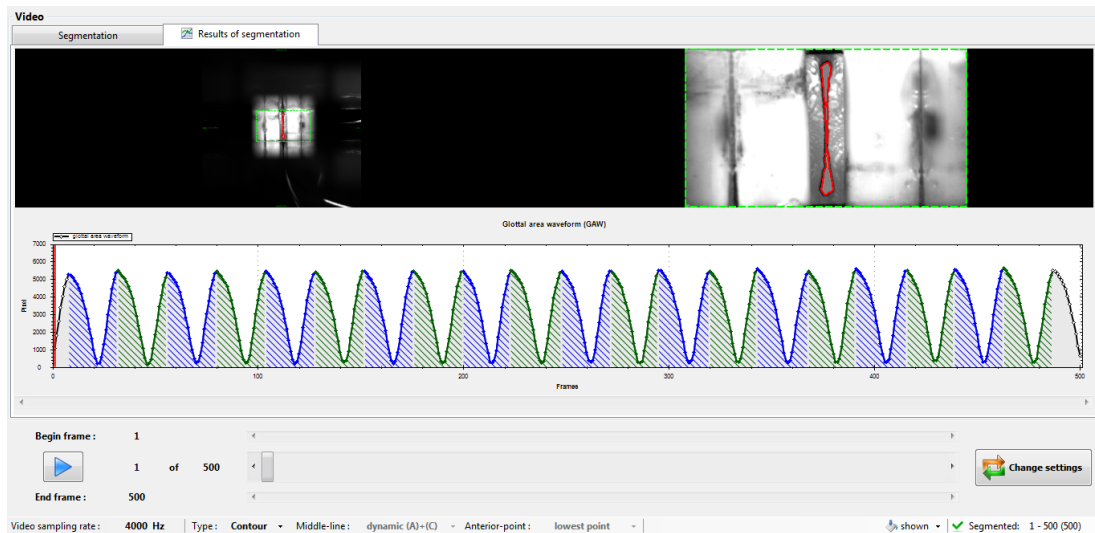 Video
Segmentation
Results of segmentation
Glottal area waveform (GAW)
glottal area waveform
7000
6000
5000
4000
3000
2000
1000
0
Pixel
0 100 200 300 400 500
Frames
Begin frame : 1
1 of 500
Change settings
End frame : 500
Video sampling rate : 4000 Hz Type : Contour Middle-line : dynamic (A)+(C) Anterior-point : lowest point shown Segmented: 1 - 500 (500)